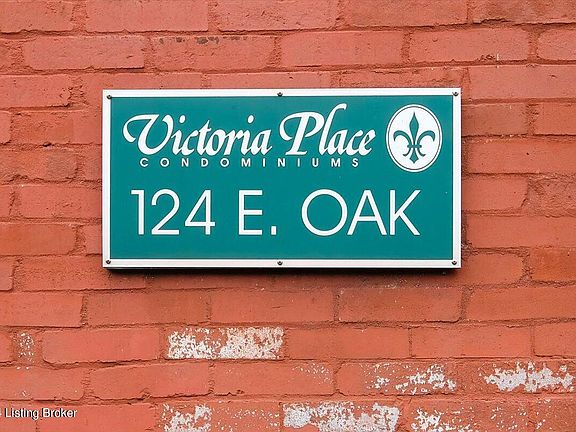 Victoria Place
CONDOMINIUMS
124 E. OAK
Listing Broker